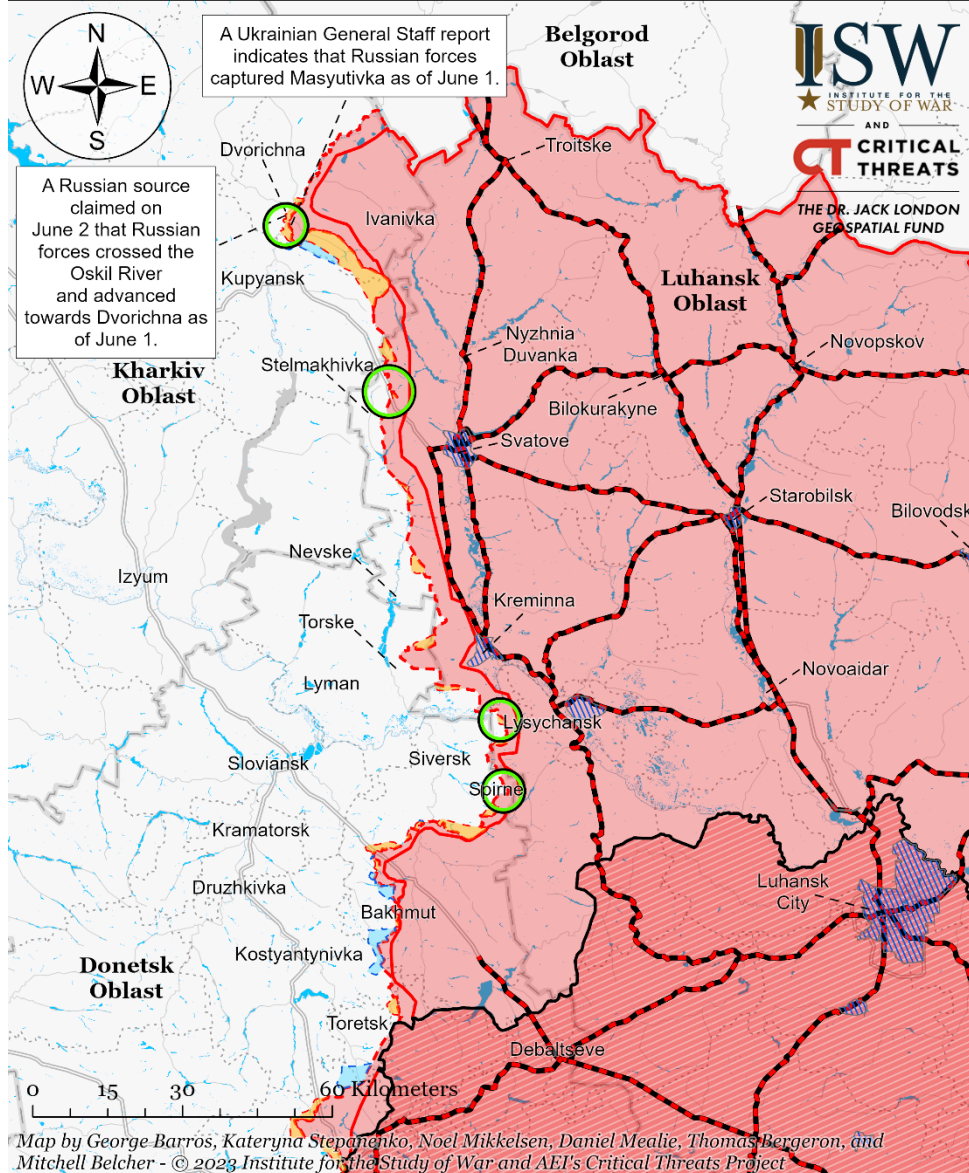 N
W
E
S
A Ukrainian General Staff report
indicates that Russian forces
captured Masyutivka as of June 1.
Belgorod
Oblast
ISW
INSTITUTE FOR THE
STUDY OF WAR
AND
CT CRITICAL
THREATS
THE DR. JACK LONDON
GEOSPATIAL FUND
Dvorichna
Troitske
A Russian source
claimed on
June 2 that Russian
forces crossed the
Oskil River
and advanced
towards Dvorichna as
of June 1.
Ivanivka
Kupyansk
Luhansk
Oblast
Nyzhnia
Duvanka
Novopskov
Stelmakhivka
Kharkiv
Oblast
Bilokurakyne
Svatove
Starobilsk
Bilovodsk
Nevske
Izyum
Kreminna
Torske
Lyman
Novoaidar
Lysychansk
Siversk
Sloviansk
Spirne
Kramatorsk
Druzhkivka
Luhansk
City
Bakhmut
Kostyantynivka
Donetsk
Oblast
Toretsk
Debaltseve
0 15 30 60 Kilometers
Map by George Barros, Kateryna Stepanenko, Noel Mikkelsen, Daniel Mealie, Thomas Bergeron, and
Mitchell Belcher - © 2023 Institute for the Study of War and AEI's Critical Threats Project